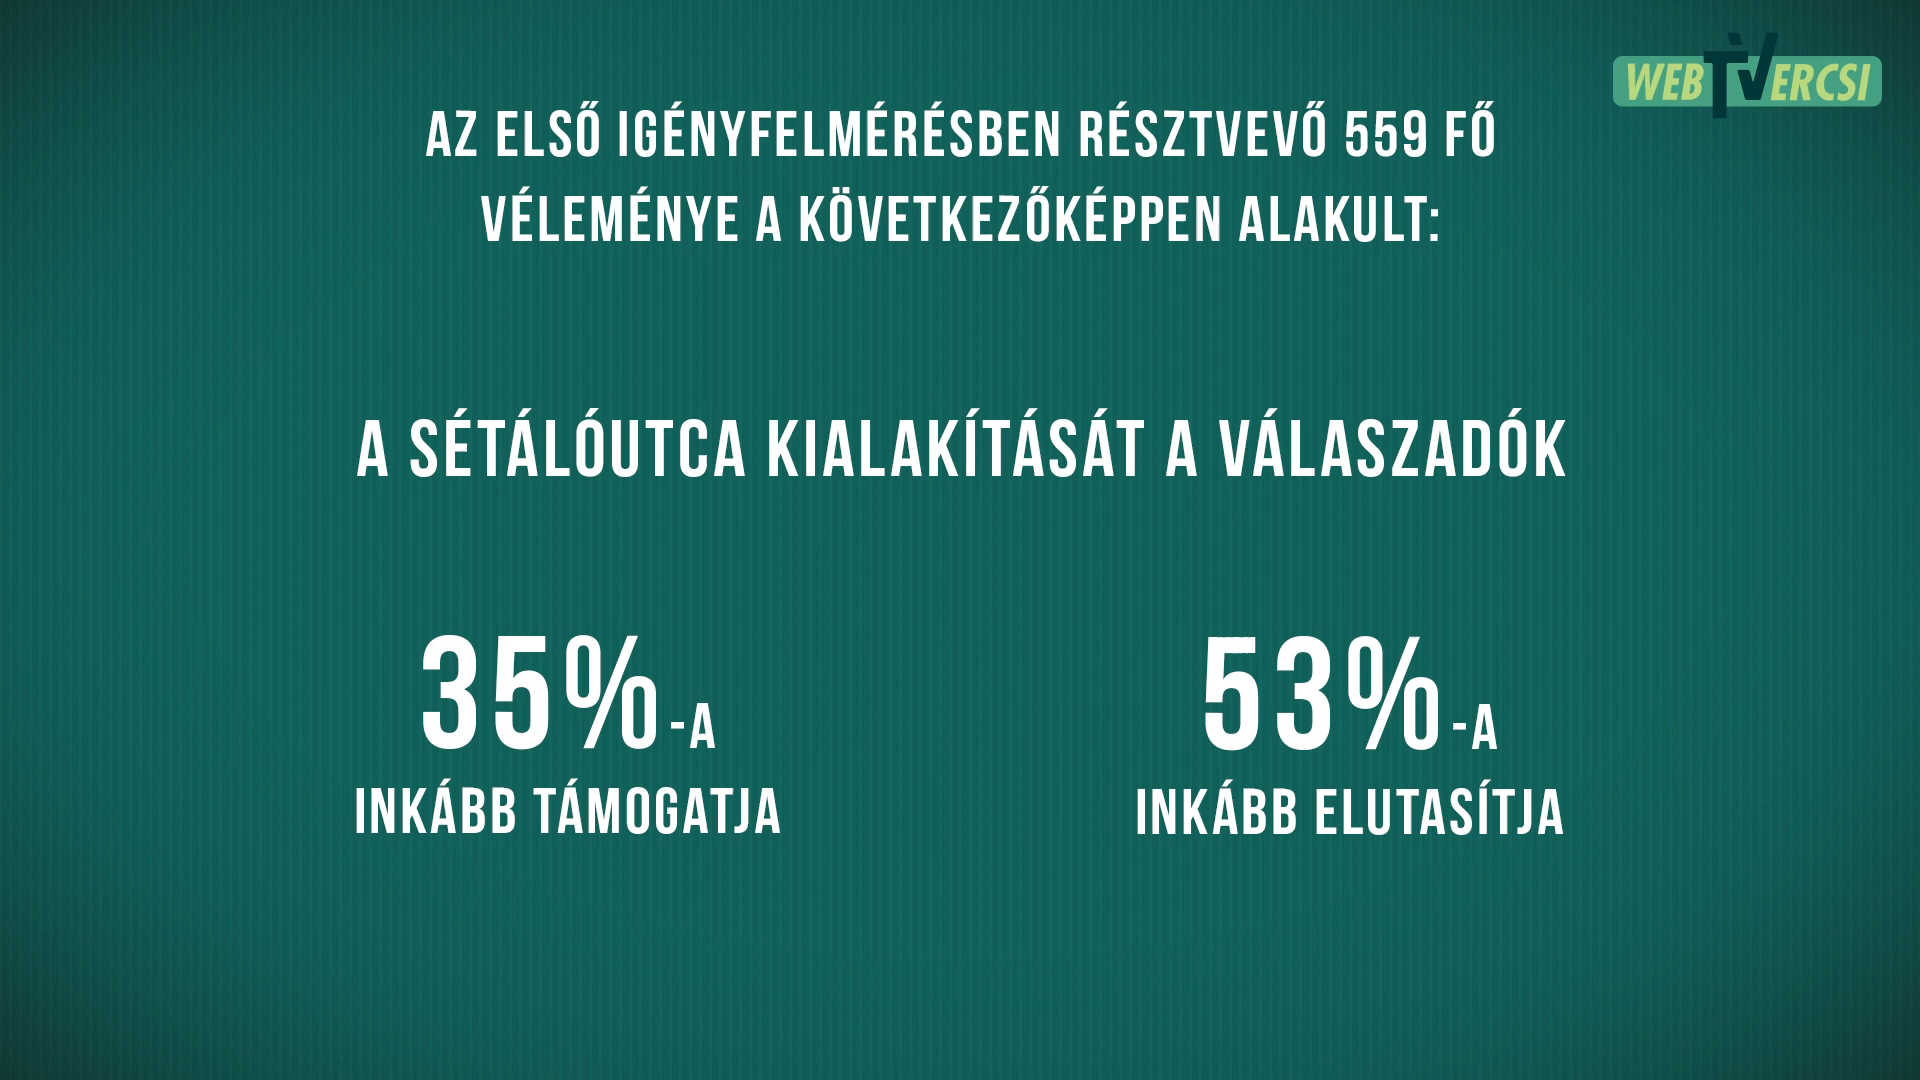 WEB TV VERCSI
AZ ELSŐ IGÉNYFELMÉRÉSBEN RÉSZTVEVŐ 559 FŐ
VÉLEMÉNYE A KÖVETKEZŐKÉPPEN ALAKULT:
A SÉTÁLÓUTCA KIALAKÍTÁSÁT A VÁLASZADÓK
35%-A
INKÁBB TÁMOGATJA
53%-A
INKÁBB ELUTASÍTJA